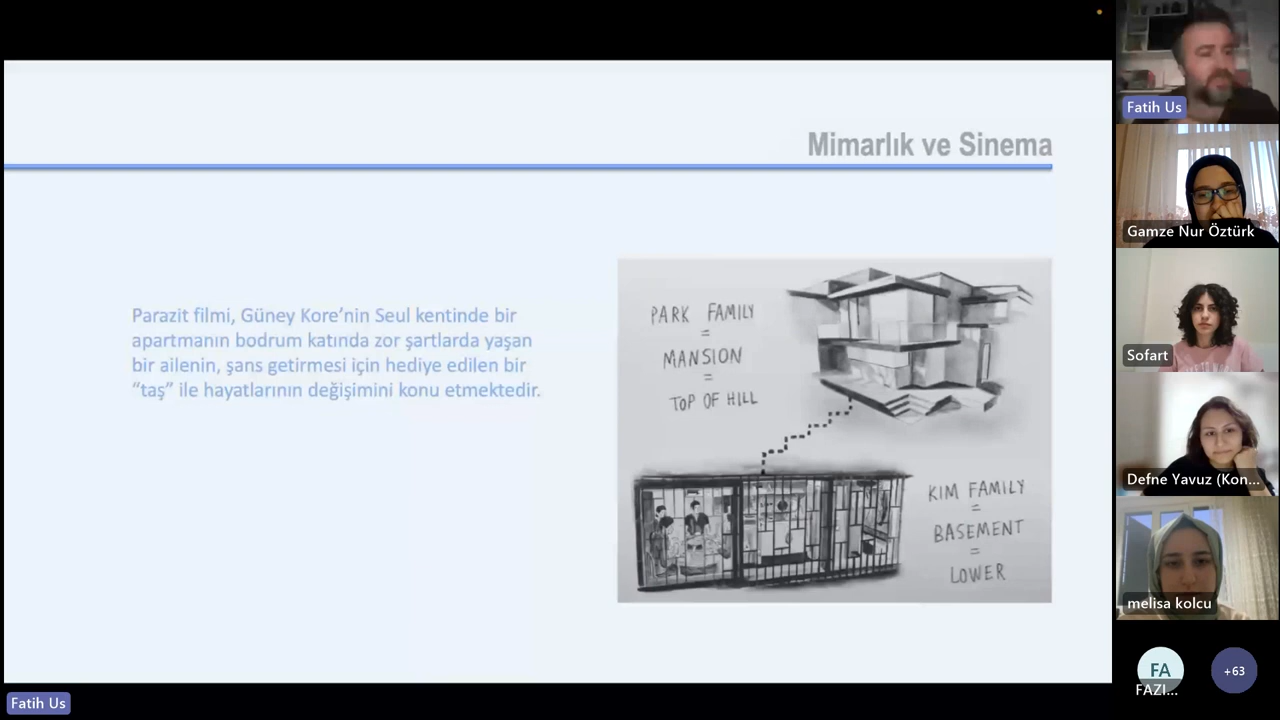 Mimarlık ve Sinema
Parazit filmi, Güney Kore’nin Seul kentinde bir
apartmanın bodrum katında zor şartlarda yaşan
bir ailenin, şans getirmesi için hediye edilen bir
“taş” ile hayatlarının değişimini konu etmektedir.
PARK FAMILY
=
MANSION
=
TOP OF HILL
KIM FAMILY
=
BASEMENT
=
LOWER
Fatih Us
Fatih Us
Gamze Nur Öztürk
Sofart
Defne Yavuz (Kon...
melisa kolcu
FA
FAZI...
+63